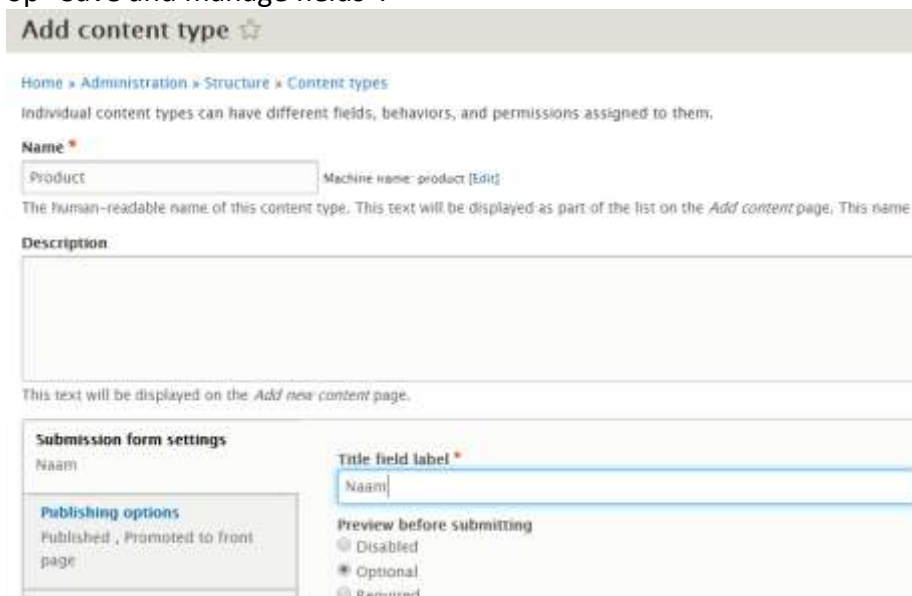 Add content type
Home » Administration » Structure » Content types
Individual content types can have different fields, behaviors, and permissions assigned to them.
Name *
Product
Machine name: product [Edit]
The human-readable name of this content type. This text will be displayed as part of the list on the Add content page. This name
Description
This text will be displayed on the Add new content page.
Submission form settings
Naam
Title field label *
Naam
Publishing options
Published , Promoted to front
page
Preview before submitting
Disabled
Optional
Required